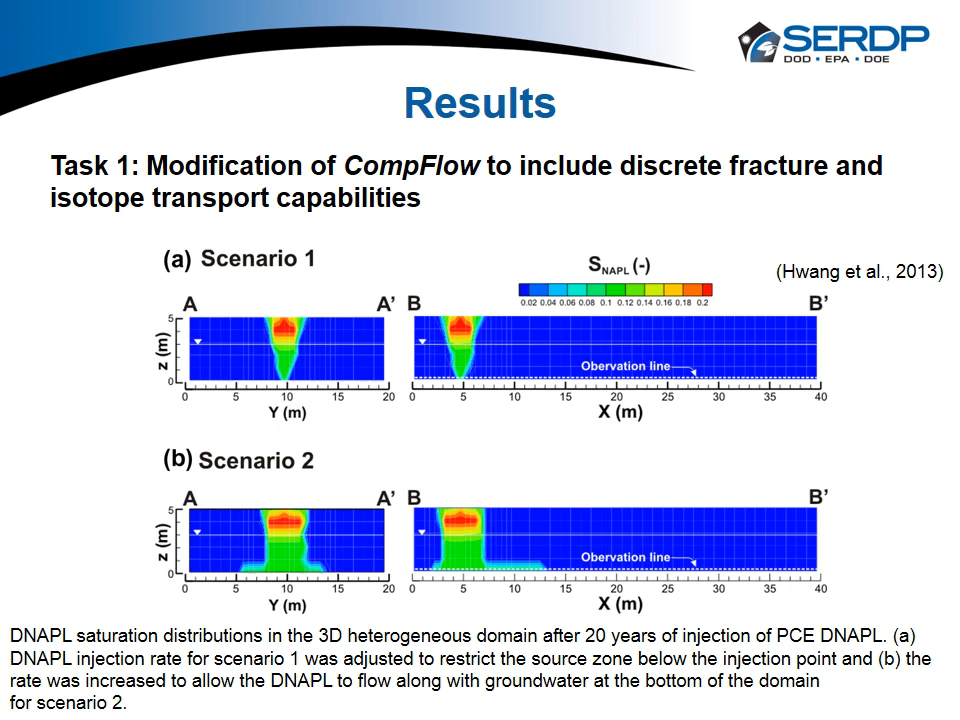 SERDP
DOD • EPA • DOE
Results
Task 1: Modification of CompFlow to include discrete fracture and
isotope transport capabilities
(a) Scenario 1
S_NAPL (-)
(Hwang et al., 2013)
0.02 0.04 0.06 0.08 0.1 0.12 0.14 0.16 0.18 0.2
A A' B B'
5
z (m)
0
Obervation line
0 5 10 15 20 0 5 10 15 20 25 30 35 40
Y (m) X (m)
(b) Scenario 2
A A' B B'
5
z (m)
0
Obervation line
0 5 10 15 20 0 5 10 15 20 25 30 35 40
Y (m) X (m)
DNAPL saturation distributions in the 3D heterogeneous domain after 20 years of injection of PCE DNAPL. (a)
DNAPL injection rate for scenario 1 was adjusted to restrict the source zone below the injection point and (b) the
rate was increased to allow the DNAPL to flow along with groundwater at the bottom of the domain
for scenario 2.